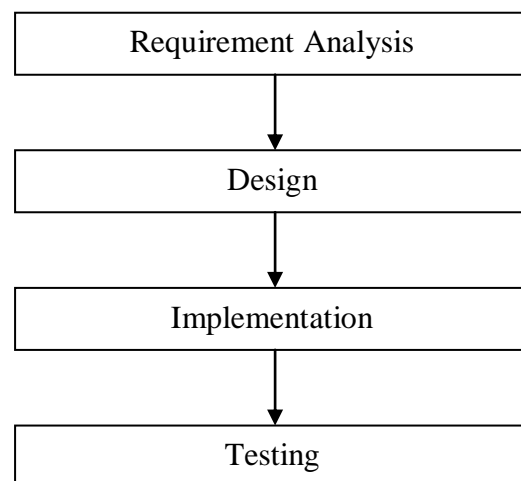 Requirement Analysis
Design
Implementation
Testing